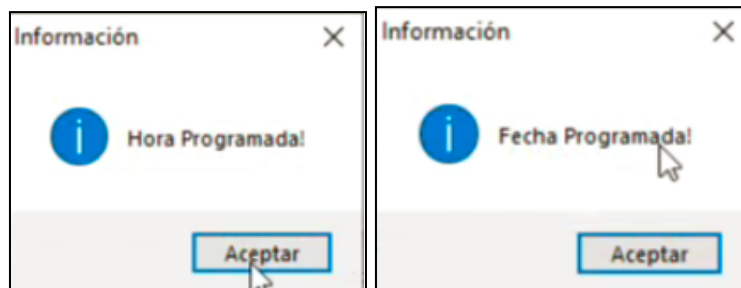 Información
Hora Programada!
Aceptar
Información
Fecha Programada!
Aceptar